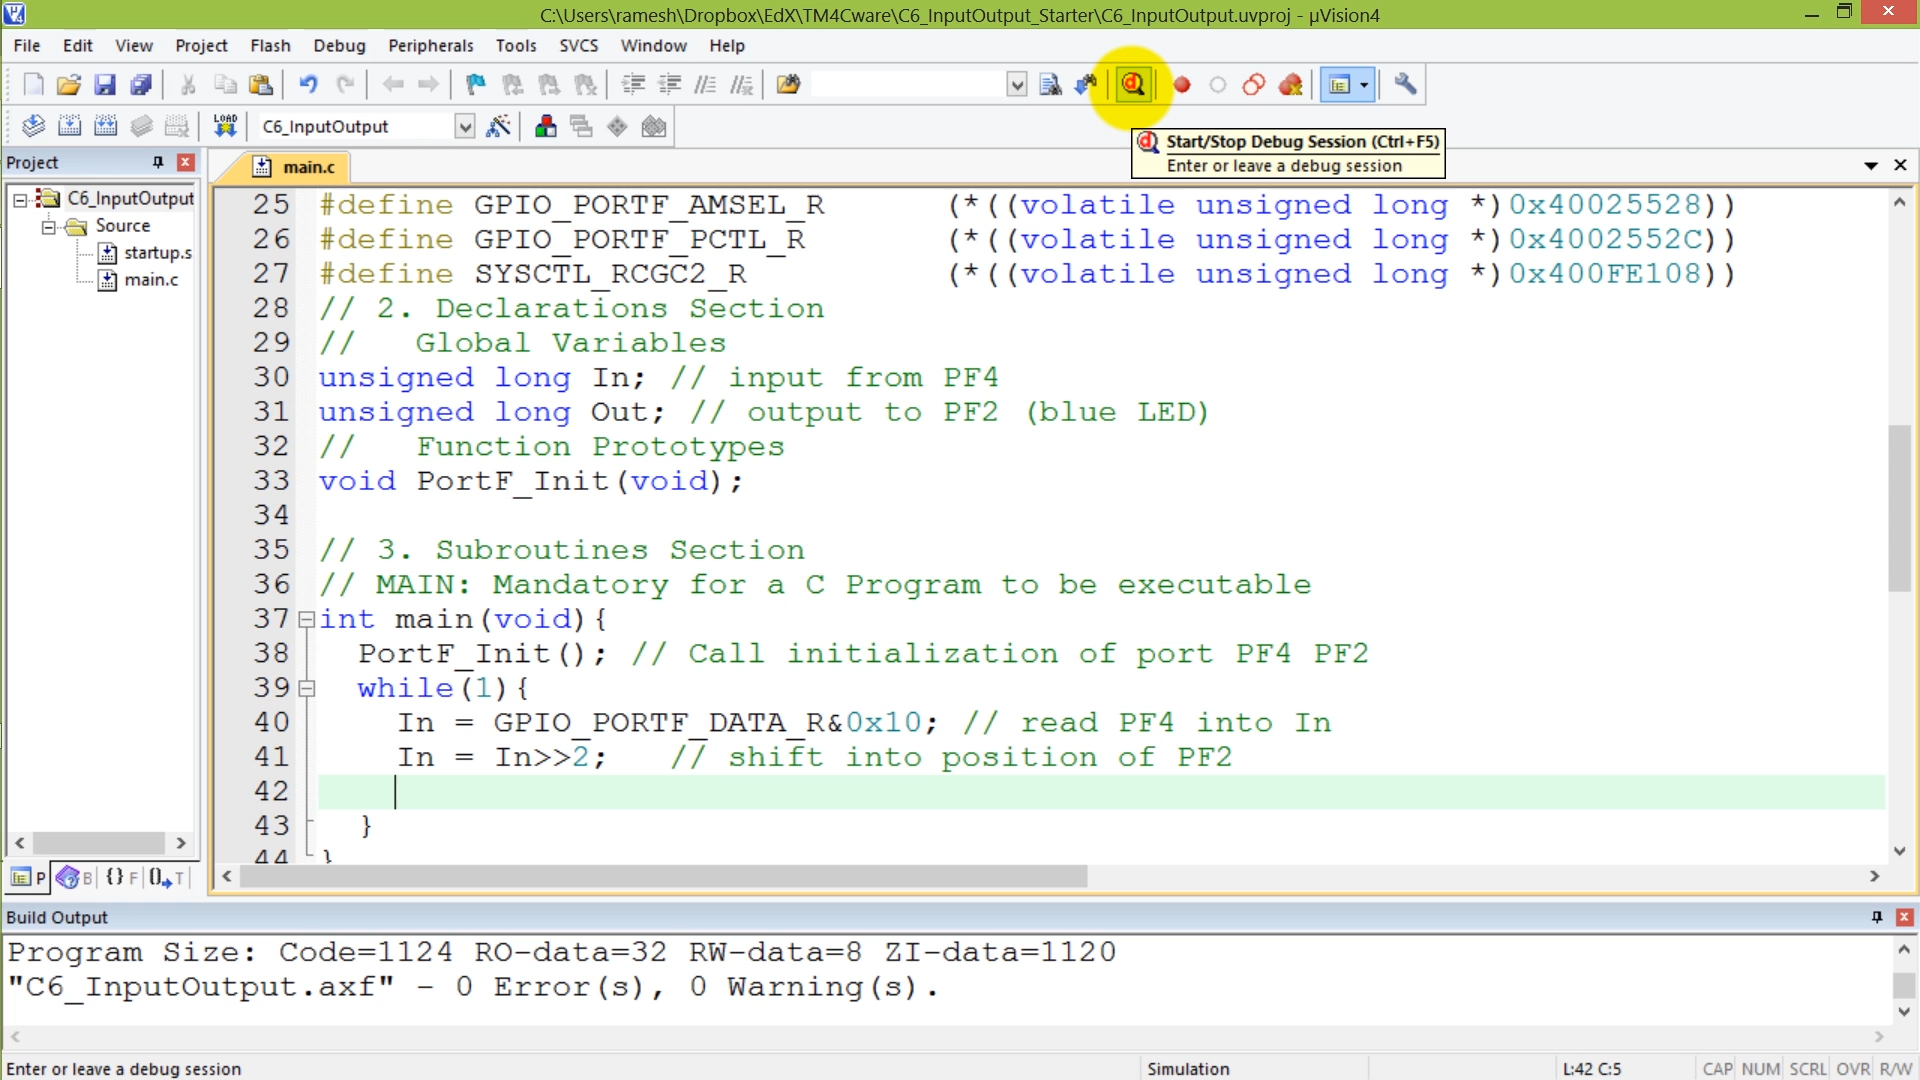 C:\Users\ramesh\Dropbox\EdX\TM4Cware\C6_InputOutput_Starter\C6_InputOutput.uvproj - µVision4
File Edit View Project Flash Debug Peripherals Tools SVCS Window Help
LOAD C6_InputOutput
Start/Stop Debug Session (Ctrl+F5)
Enter or leave a debug session
Project
C6_InputOutput
Source
startup.s
main.c
P B {} F T
main.c
25 #define GPIO_PORTF_AMSEL_R (*((volatile unsigned long *)0x40025528))
26 #define GPIO_PORTF_PCTL_R (*((volatile unsigned long *)0x4002552C))
27 #define SYSCTL_RCGC2_R (*((volatile unsigned long *)0x400FE108))
28 // 2. Declarations Section
29 // Global Variables
30 unsigned long In; // input from PF4
31 unsigned long Out; // output to PF2 (blue LED)
32 // Function Prototypes
33 void PortF_Init(void);
34
35 // 3. Subroutines Section
36 // MAIN: Mandatory for a C Program to be executable
37 int main(void){
38 PortF_Init(); // Call initialization of port PF4 PF2
39 while(1){
40 In = GPIO_PORTF_DATA_R&0x10; // read PF4 into In
41 In = In>>2; // shift into position of PF2
42
43 }
44 }
Build Output
Program Size: Code=1124 RO-data=32 RW-data=8 ZI-data=1120
"C6_InputOutput.axf" - 0 Error(s), 0 Warning(s).
Enter or leave a debug session Simulation L:42 C:5 CAP NUM SCRL OVR R/W